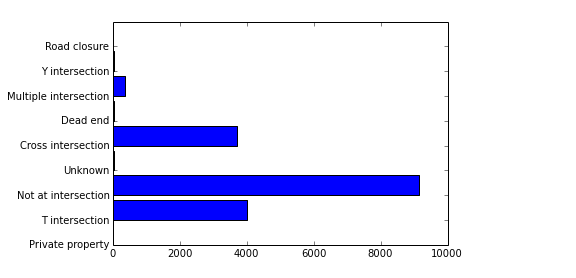 Road closure
Y intersection
Multiple intersection
Dead end
Cross intersection
Unknown
Not at intersection
T intersection
Private property
0 2000 4000 6000 8000 10000